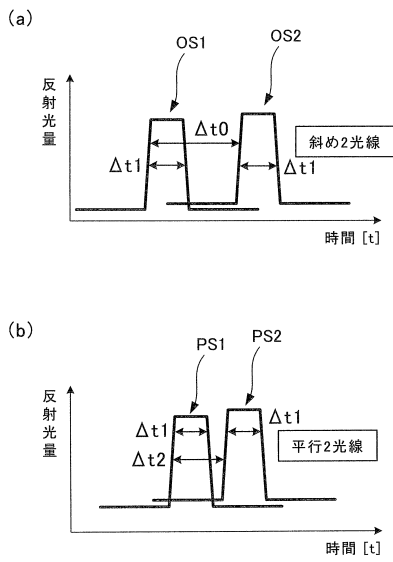 (a)
OS1
OS2
反射光量
Δt0
Δt1
Δt1
斜め2光線
時間 [t]
(b)
PS1
PS2
反射光量
Δt1
Δt1
Δt2
平行2光線
時間 [t]